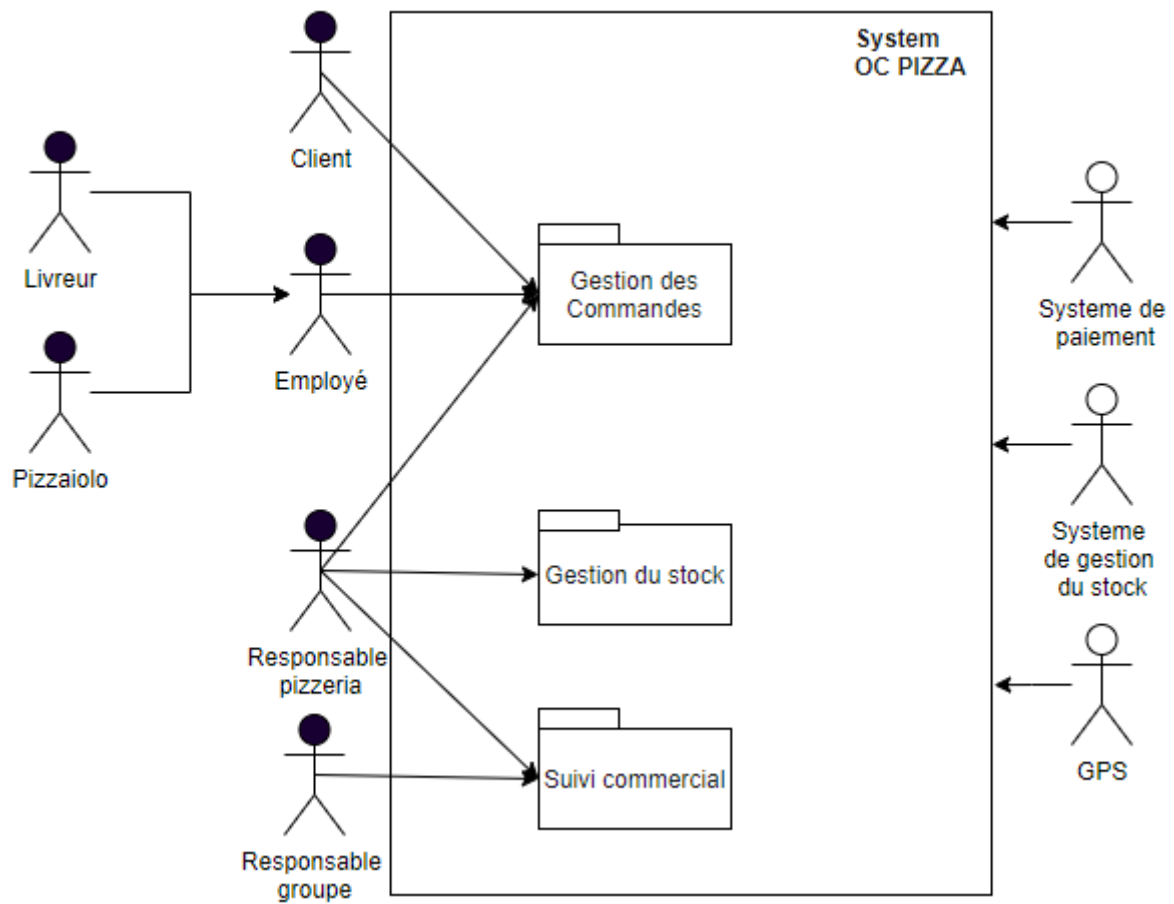 System
OC PIZZA
Client
Livreur
Employé
Pizzaiolo
Gestion des
Commandes
Systeme de
paiement
Gestion du stock
Systeme
de gestion
du stock
Responsable
pizzeria
Suivi commercial
GPS
Responsable
groupe